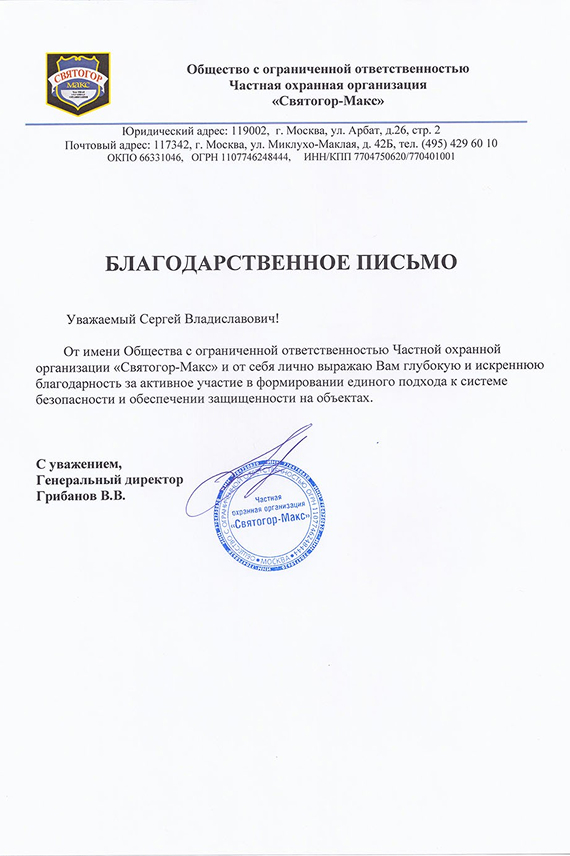 СВЯТОГОР
МАКС
Общество с ограниченной ответственностью
Частная охранная организация
«Святогор-Макс»
Юридический адрес: 119002, г. Москва, ул. Арбат, д.26, стр. 2
Почтовый адрес: 117342, г. Москва, ул. Миклухо-Маклая, д. 42Б, тел. (495) 429 60 10
ОКПО 66331046, ОГРН 1107746248444, ИНН/КПП 7704750620/770401001
БЛАГОДАРСТВЕННОЕ ПИСЬМО
Уважаемый Сергей Владиславович!
От имени Общества с ограниченной ответственностью Частной охранной
организации «Святогор-Макс» и от себя лично выражаю Вам глубокую и искреннюю
благодарность за активное участие в формировании единого подхода к системе
безопасности и обеспечении защищенности на объектах.
С уважением,
Генеральный директор
Грибанов В.В.
Частная
охранная организация
«Святогор-Макс»
МОСКВА